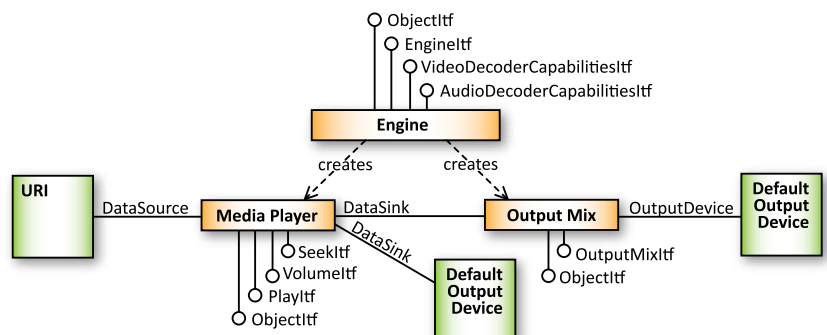 ObjectItf
EngineItf
VideoDecoderCapabilitiesItf
AudioDecoderCapabilitiesItf
Engine
creates
creates
URI
DataSource
Media Player
DataSink
Output Mix
OutputDevice
Default
Output
Device
DataSink
SeekItf
VolumeItf
PlayItf
ObjectItf
Default
Output
Device
OutputMixItf
ObjectItf